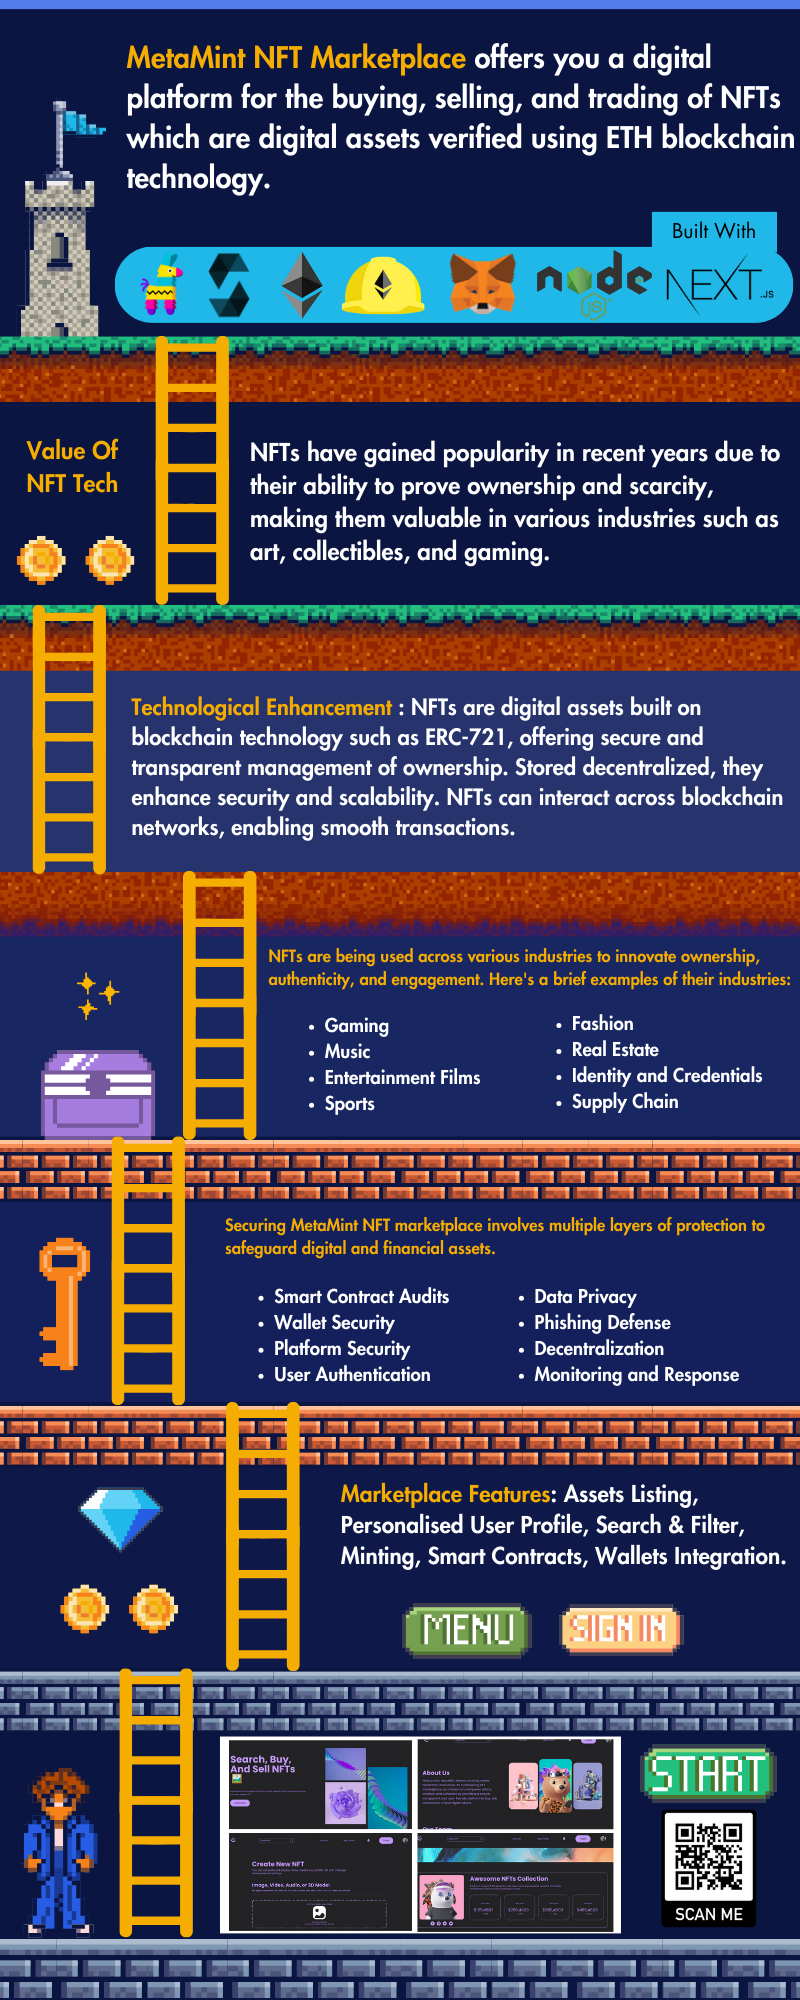 MetaMint NFT Marketplace offers you a digital
platform for the buying, selling, and trading of NFTs
which are digital assets verified using ETH blockchain
technology.
Built With
node
JS
NEXT.JS
Value Of
NFT Tech
NFTs have gained popularity in recent years due to
their ability to prove ownership and scarcity,
making them valuable in various industries such as
art, collectibles, and gaming.
Technological Enhancement : NFTs are digital assets built on
blockchain technology such as ERC-721, offering secure and
transparent management of ownership. Stored decentralized, they
enhance security and scalability. NFTs can interact across blockchain
networks, enabling smooth transactions.
NFTs are being used across various industries to innovate ownership,
authenticity, and engagement. Here's a brief examples of their industries:
• Gaming
• Music
• Entertainment Films
• Sports
• Fashion
• Real Estate
• Identity and Credentials
• Supply Chain
Securing MetaMint NFT marketplace involves multiple layers of protection to
safeguard digital and financial assets.
• Smart Contract Audits
• Wallet Security
• Platform Security
• User Authentication
• Data Privacy
• Phishing Defense
• Decentralization
• Monitoring and Response
Marketplace Features: Assets Listing,
Personalised User Profile, Search & Filter,
Minting, Smart Contracts, Wallets Integration.
MENU
SIGN IN
Search, Buy,
And Sell NFTs
About Us
Our Team
Create New NFT
Image, Video, Audio, or 3D Model
Awesome NFTs Collection
START
SCAN ME